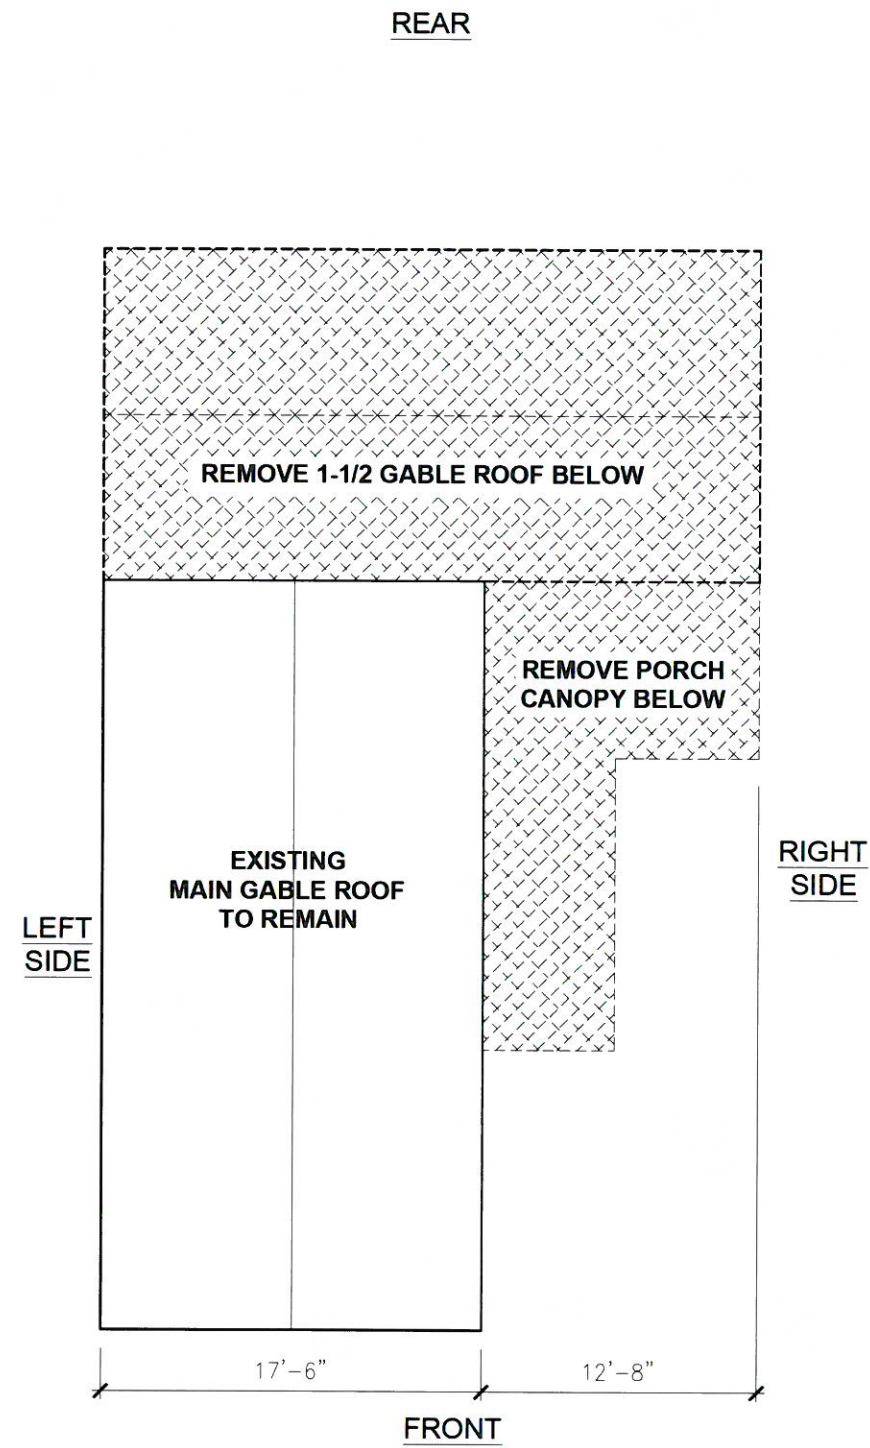 REAR
REMOVE 1-1/2 GABLE ROOF BELOW
REMOVE PORCH
CANOPY BELOW
EXISTING
MAIN GABLE ROOF
TO REMAIN
RIGHT
SIDE
LEFT
SIDE
17'-6"
12'-8"
FRONT